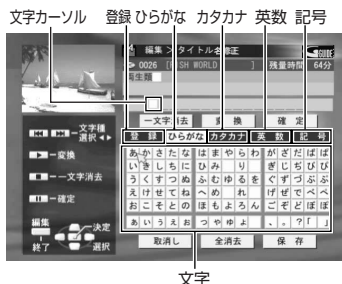 文字カーソル 登録 ひらがな カタカナ 英数 記号
編集 > タイトル名修正 GUIDE
0026 [FISH WORLD ] 残量時間 64分
再生類
一文字消去 変 換 確 定
文字種
選択
登 録 ひらがな カタカナ 英 数 記 号
ー変換
ー一文字消去
ー確定
あ か さ た な は ま や ら わ が ざ だ ば ぱ
い き し ち に ひ み り ぎ じ ぢ び ぴ
う く す つ ぬ ふ む ゆ る を ぐ ず づ ぶ ぷ
え け せ て ね へ め れ げ ぜ で べ ぺ
お こ そ と の ほ も よ ろ ん ご ぞ ど ぼ ぽ
ぁ ぃ ぅ ぇ ぉ っ ゃ ゅ ょ 、 。 ? 「 」
編集
終了
決定
選択
取消し 全消去 保 存
文字